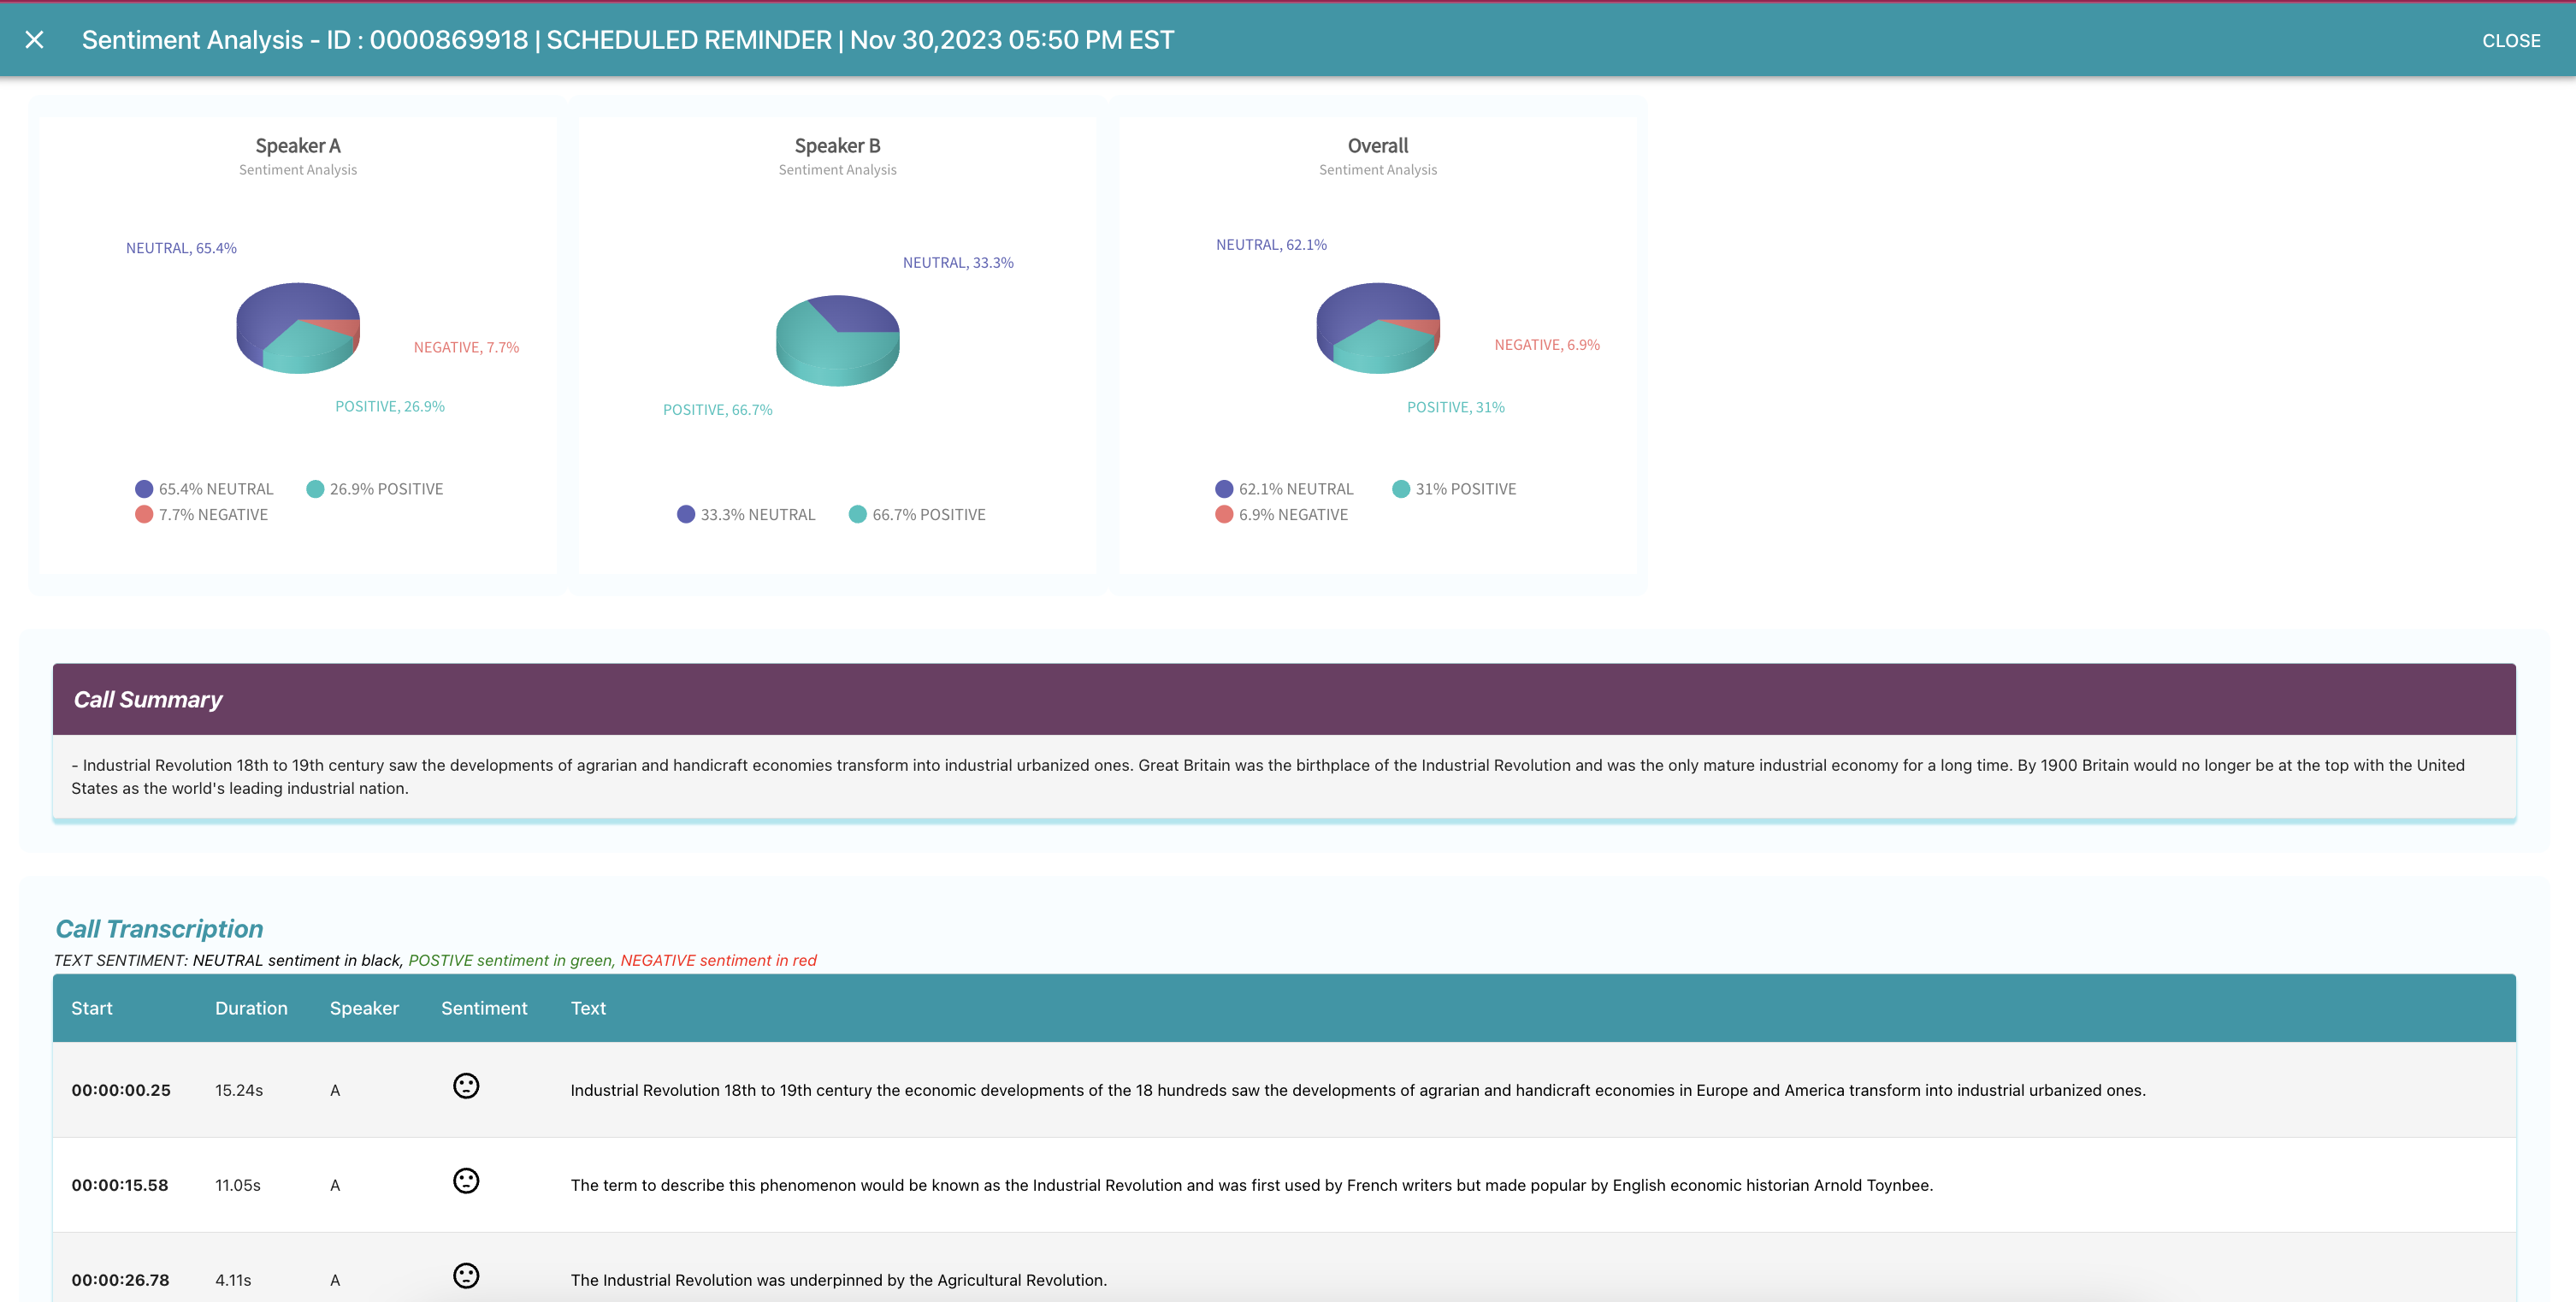 Sentiment Analysis - ID : 0000869918 | SCHEDULED REMINDER | Nov 30,2023 05:50 PM EST
CLOSE
Speaker A
Sentiment Analysis
NEUTRAL, 65.4%
NEGATIVE, 7.7%
POSITIVE, 26.9%
65.4% NEUTRAL
26.9% POSITIVE
7.7% NEGATIVE
Speaker B
Sentiment Analysis
NEUTRAL, 33.3%
POSITIVE, 66.7%
33.3% NEUTRAL
66.7% POSITIVE
Overall
Sentiment Analysis
NEUTRAL, 62.1%
NEGATIVE, 6.9%
POSITIVE, 31%
62.1% NEUTRAL
31% POSITIVE
6.9% NEGATIVE
Call Summary
- Industrial Revolution 18th to 19th century saw the developments of agrarian and handicraft economies transform into industrial urbanized ones. Great Britain was the birthplace of the Industrial Revolution and was the only mature industrial economy for a long time. By 1900 Britain would no longer be at the top with the United
States as the world's leading industrial nation.
Call Transcription
TEXT SENTIMENT: NEUTRAL sentiment in black, POSTIVE sentiment in green, NEGATIVE sentiment in red
Start Duration Speaker Sentiment Text
00:00:00.25 15.24s A Industrial Revolution 18th to 19th century the economic developments of the 18 hundreds saw the developments of agrarian and handicraft economies in Europe and America transform into industrial urbanized ones.
00:00:15.58 11.05s A The term to describe this phenomenon would be known as the Industrial Revolution and was first used by French writers but made popular by English economic historian Arnold Toynbee.
00:00:26.78 4.11s A The Industrial Revolution was underpinned by the Agricultural Revolution.